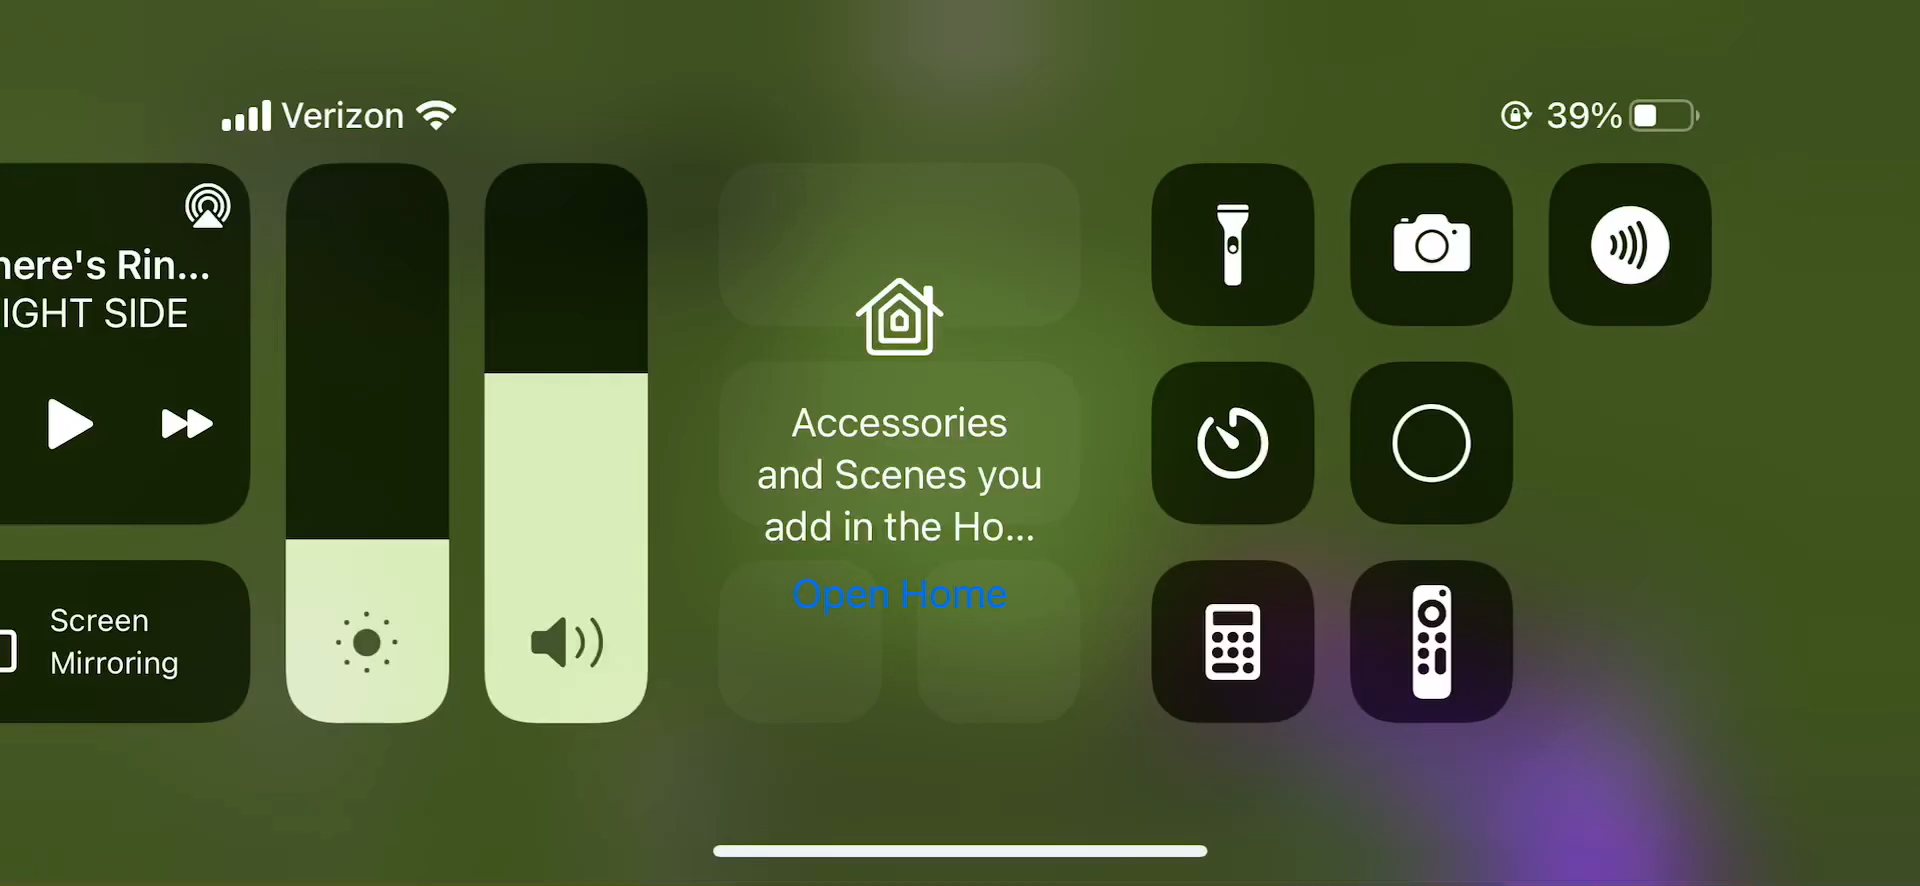 Verizon
39%
here's Rin...
IGHT SIDE
Screen
Mirroring
Accessories
and Scenes you
add in the Ho...
Open Home